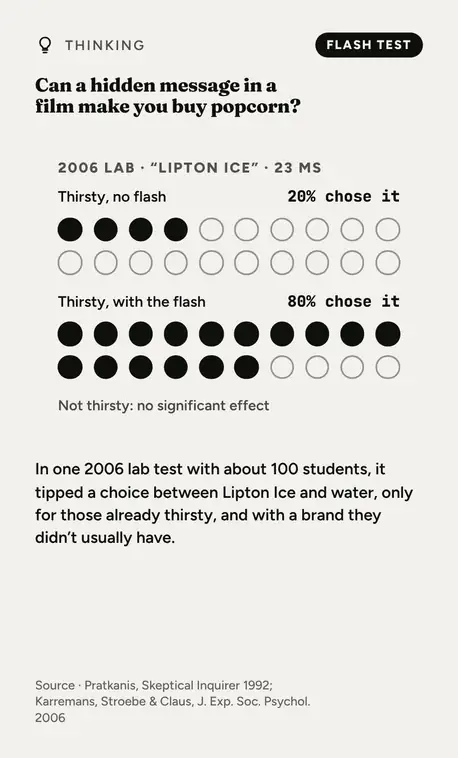 THINKING
FLASH TEST
Can a hidden message in a
film make you buy popcorn?
2006 LAB · “LIPTON ICE” · 23 MS
Thirsty, no flash
20% chose it
Thirsty, with the flash
80% chose it
Not thirsty: no significant effect
In one 2006 lab test with about 100 students, it
tipped a choice between Lipton Ice and water, only
for those already thirsty, and with a brand they
didn’t usually have.
Source · Pratkanis, Skeptical Inquirer 1992;
Karremans, Stroebe & Claus, J. Exp. Soc. Psychol.
2006